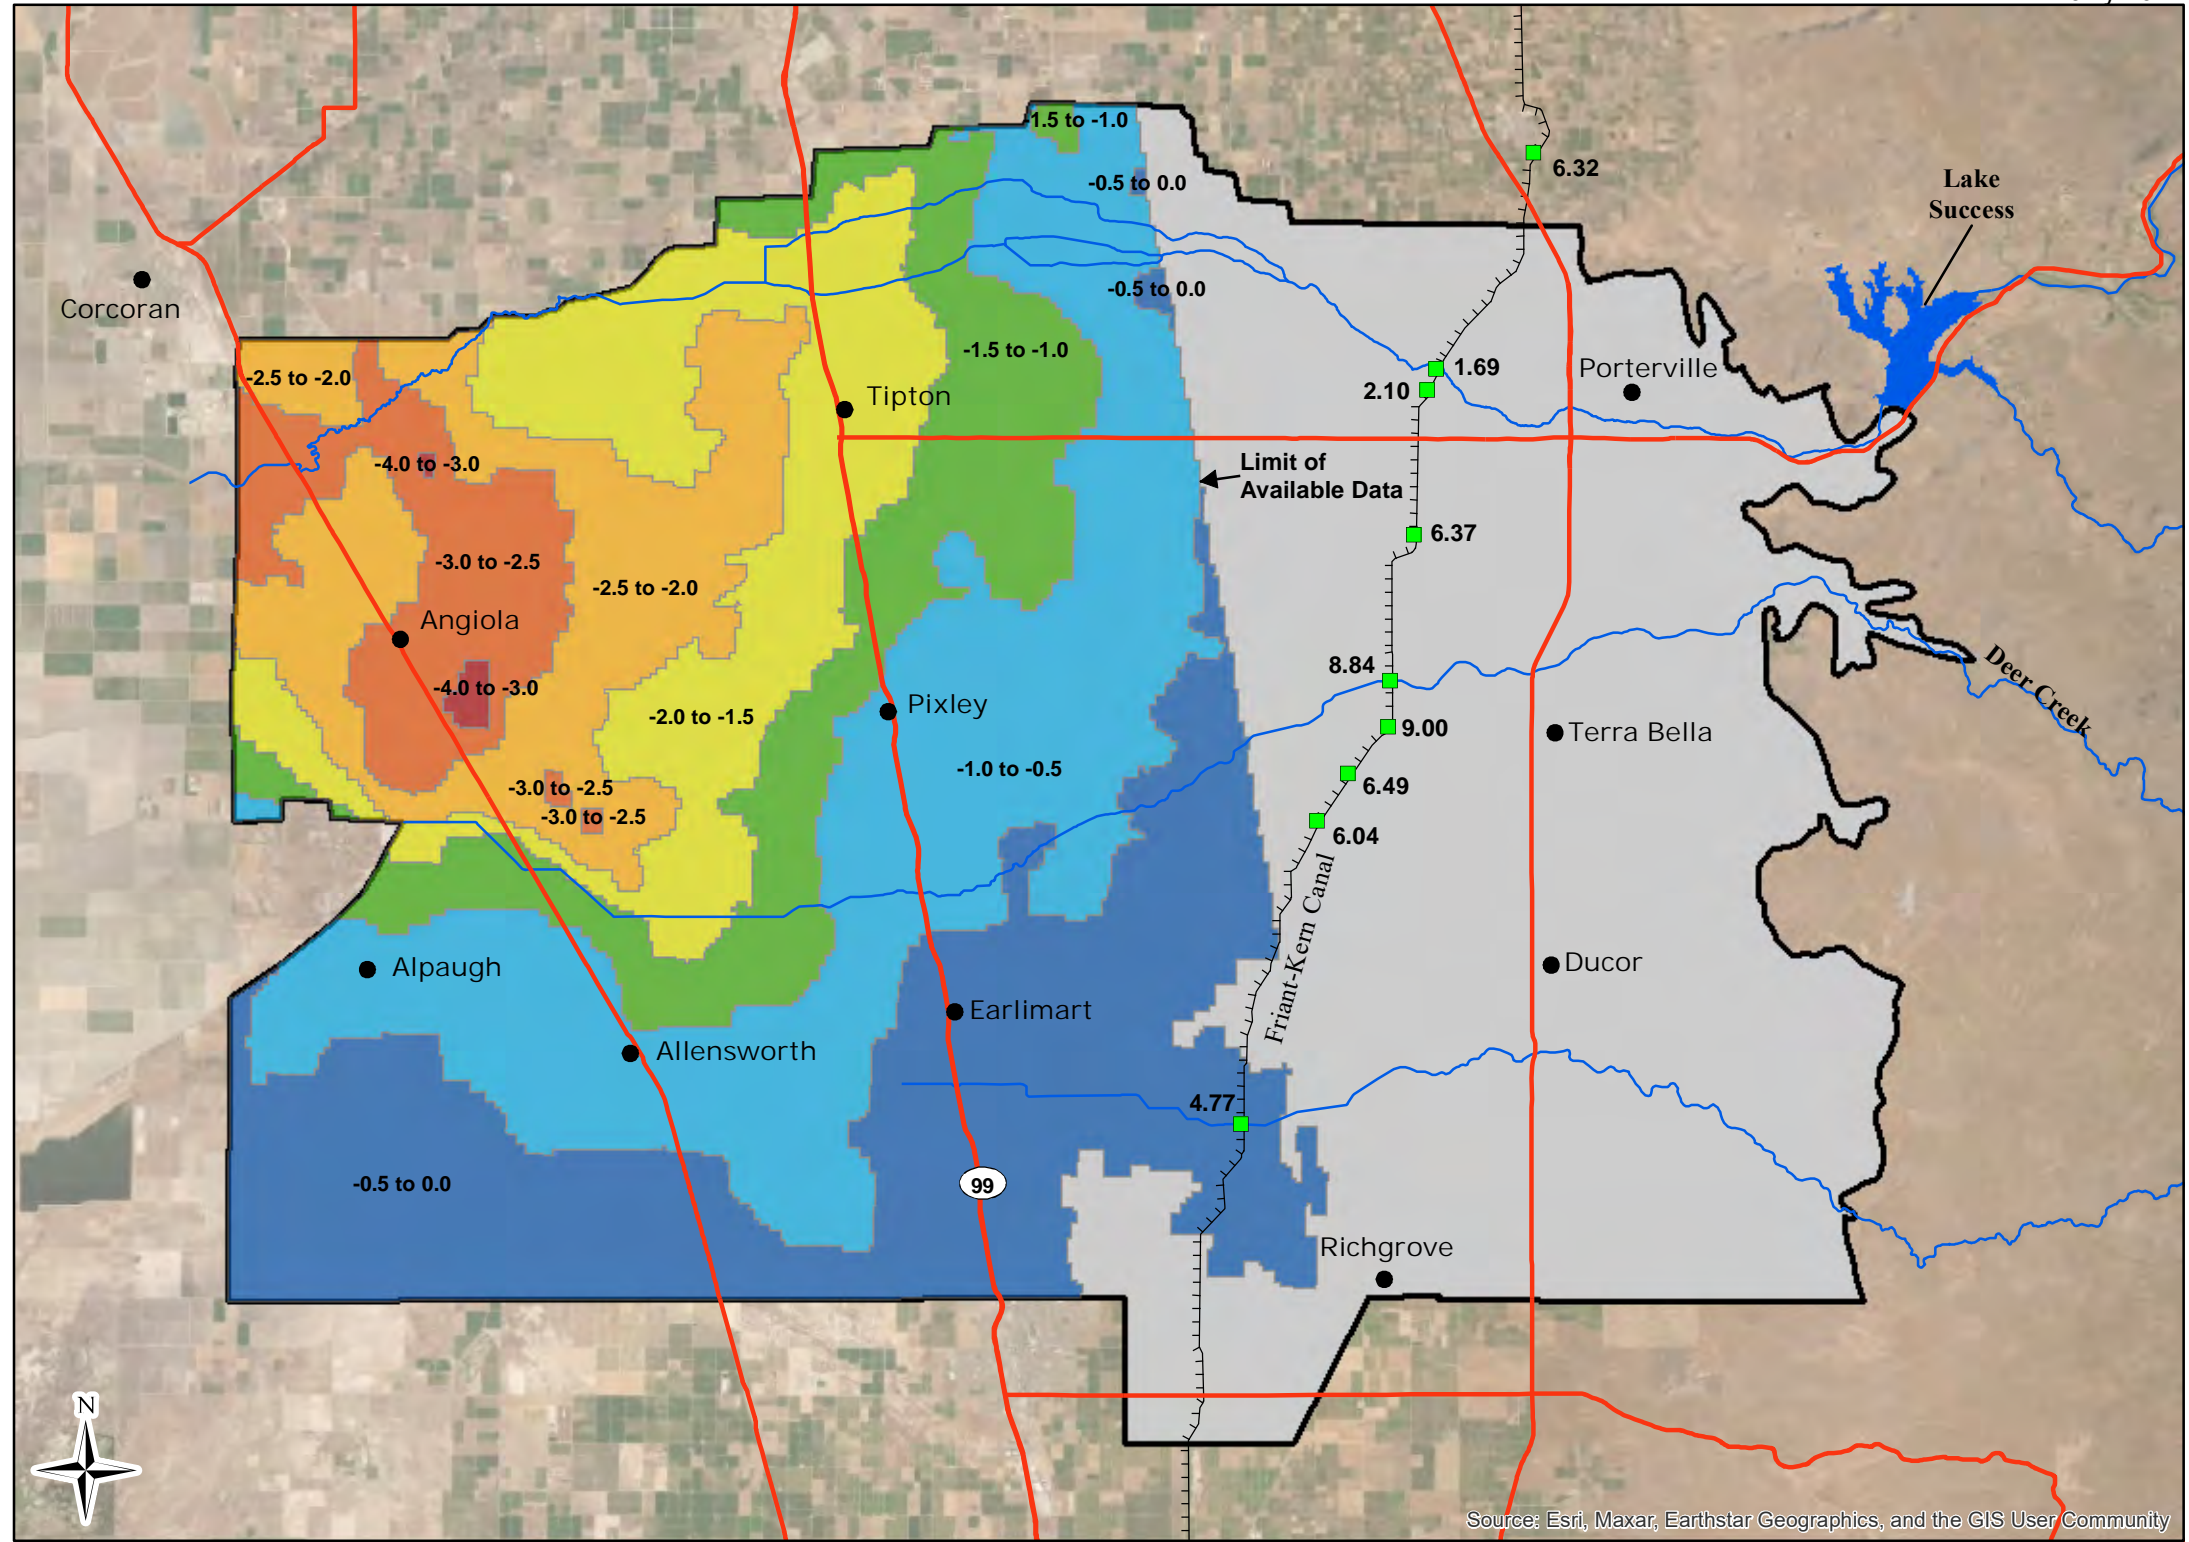 -1.5 to -1.0
6.32
-0.5 to 0.0
Lake
Success
Corcoran
-0.5 to 0.0
-1.5 to -1.0
1.69
Porterville
-2.5 to -2.0
2.10
Tipton
-4.0 to -3.0
Limit of
Available Data
6.37
-3.0 to -2.5
-2.5 to -2.0
Angiola
8.84
Deer Creek
-4.0 to -3.0
Pixley
-2.0 to -1.5
9.00
Terra Bella
-1.0 to -0.5
6.49
-3.0 to -2.5
-3.0 to -2.5
6.04
Friant-Kern Canal
Alpaugh
Ducor
Earlimart
Allensworth
4.77
-0.5 to 0.0
99
Richgrove
N
Source: Esri, Maxar, Earthstar Geographics, and the GIS User Community